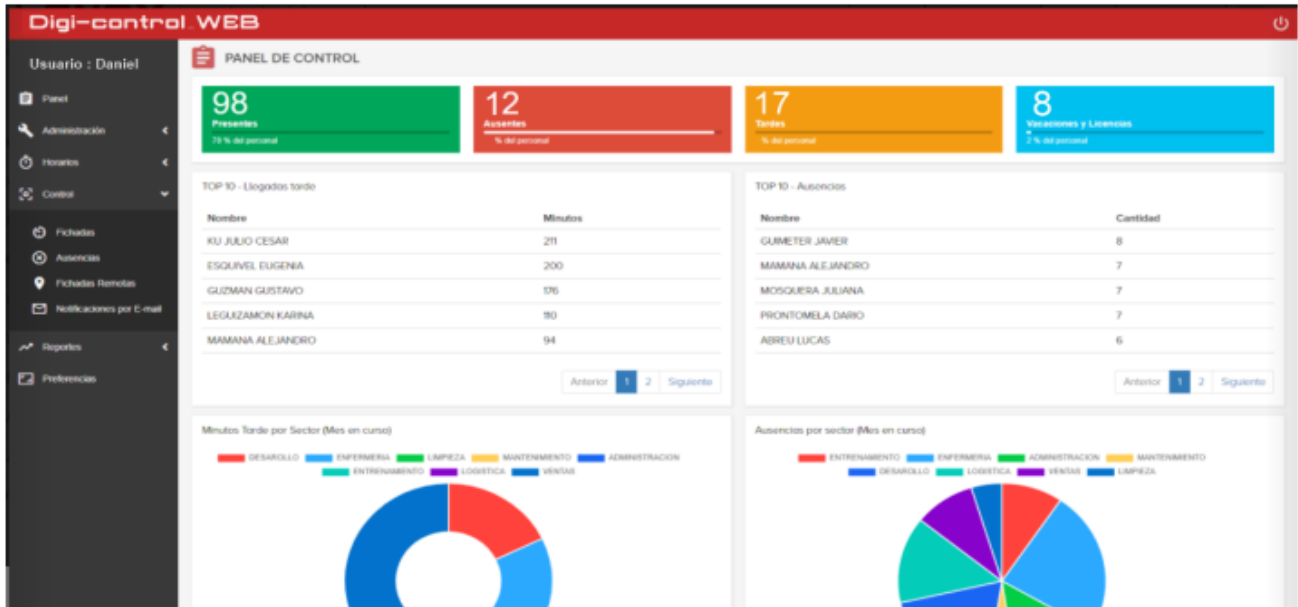 Digi-control.WEB
Usuario : Daniel
Panel
Administración
Horarios
Control
Fichadas
Ausencias
Fichadas Remotas
Notificaciones por E-mail
Reportes
Preferencias
PANEL DE CONTROL
98
Presentes
79 % del personal
12
Ausentes
% del personal
17
Tardes
% del personal
8
Vacaciones y Licencias
2 % del personal
TOP 10 - Llegadas tarde
Nombre Minutos
KU JULIO CESAR 211
ESQUIVEL EUGENIA 200
GUZMAN GUSTAVO 176
LEGUIZAMON KARINA 110
MAMANA ALEJANDRO 94
Anterior 1 2 Siguiente
TOP 10 - Ausencias
Nombre Cantidad
GUIMETER JAVIER 8
MAMANA ALEJANDRO 7
MOSQUERA JULIANA 7
PRONTOMELA DARIO 7
ABREU LUCAS 6
Anterior 1 2 Siguiente
Minutos Tarde por Sector (Mes en curso)
DESAROLLO ENFERMERIA LIMPIEZA MANTENIMIENTO ADMINISTRACION
ENTRENAMIENTO LOGISTICA VENTAS
Ausencias por sector (Mes en curso)
ENTRENAMIENTO ENFERMERIA ADMINISTRACION MANTENIMIENTO
DESAROLLO LOGISTICA VENTAS LIMPIEZA